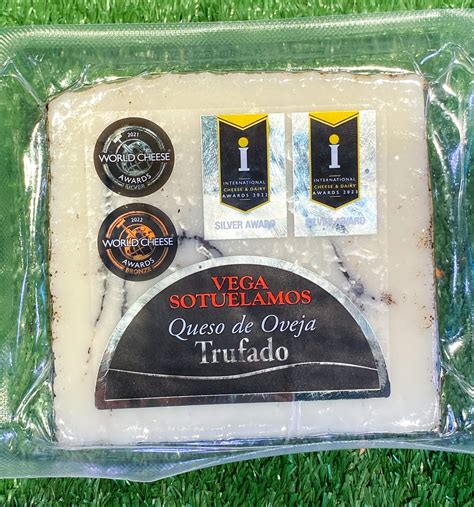 2021
WORLD CHEESE
AWARDS
SILVER
2022
WORLD CHEESE
AWARDS
BRONZE
i
INTERNATIONAL
CHEESE & DAIRY
AWARDS 2022
SILVER AWARD
i
INTERNATIONAL
CHEESE & DAIRY
SILVER AWARD
VEGA
SOTUELAMOS
Queso de Oveja
Trufado